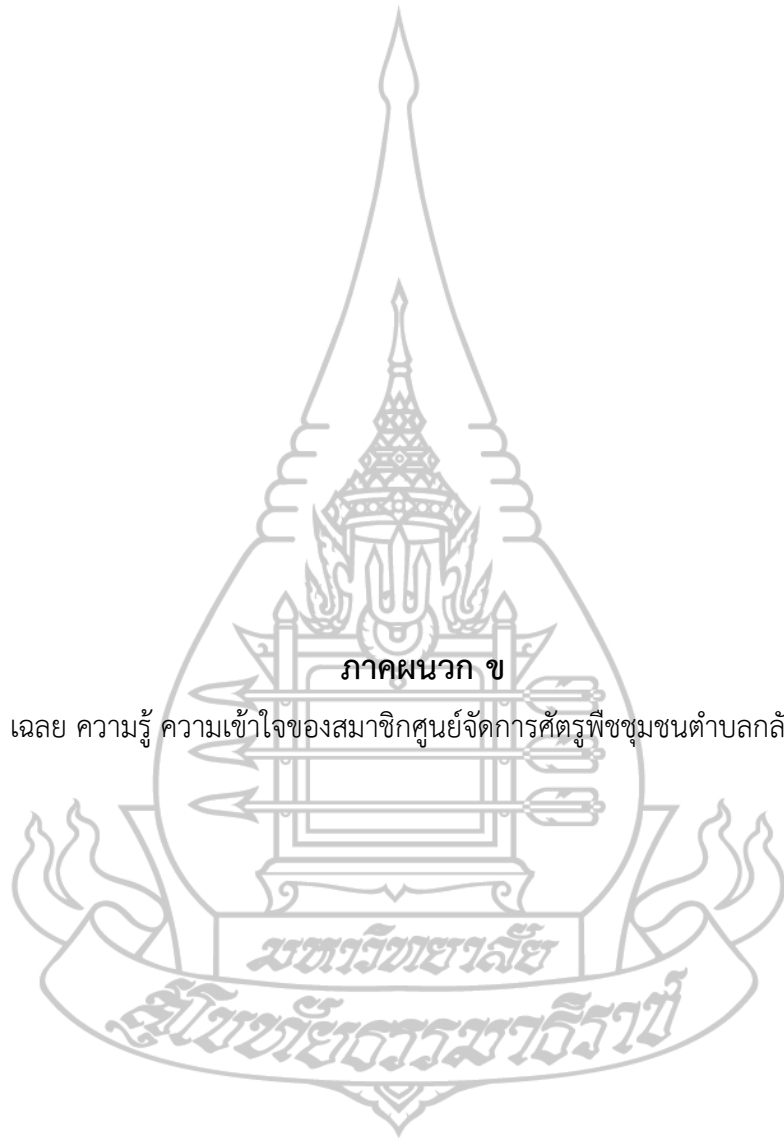 ภาคผนวก ข
เฉลย ความรู้ ความเข้าใจของสมาชิกศูนย์จัดการศัตรูพืชชุมชนตำบลกลั
มหาวิทยาลัย
สุโขทัยธรรมาธิราช